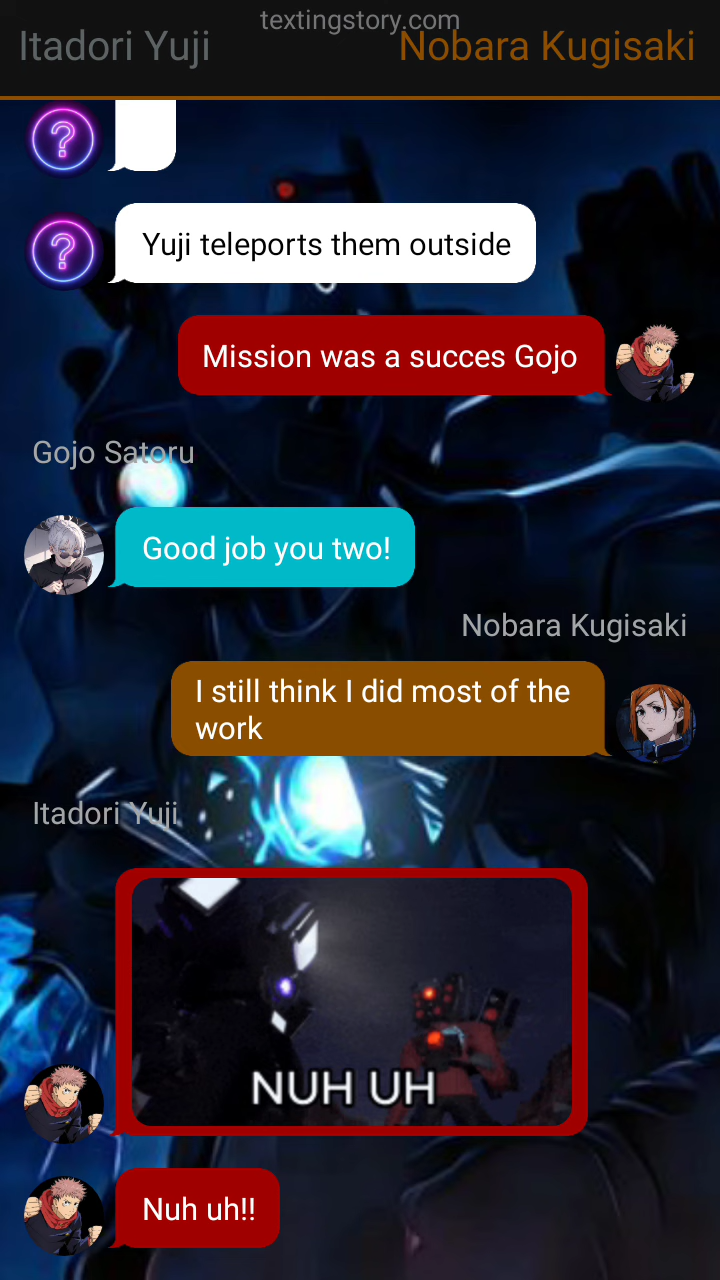 textingstory.com
Itadori Yuji
Nobara Kugisaki
?
?
Yuji teleports them outside
Mission was a succes Gojo
Gojo Satoru
Good job you two!
Nobara Kugisaki
I still think I did most of the
work
Itadori Yuji
NUH UH
Nuh uh!!